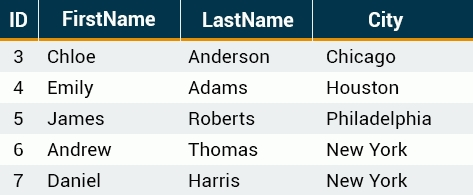 ID FirstName LastName City
3 Chloe Anderson Chicago
4 Emily Adams Houston
5 James Roberts Philadelphia
6 Andrew Thomas New York
7 Daniel Harris New York